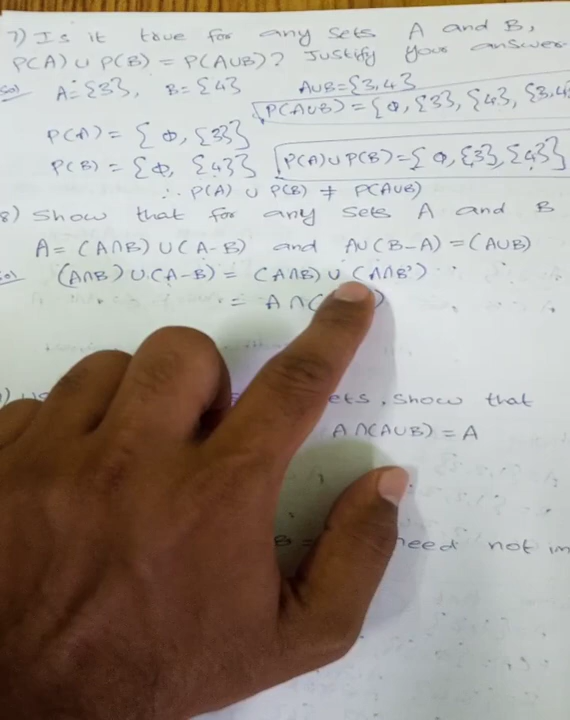 7) Is it true for any sets A and B,
P(A) ∪ P(B) = P(A∪B)? Justify your answer
Sol A={3}, B={4} A∪B={3,4}
P(A∪B)={Φ,{3},{4},{3,4
P(A)={Φ,{3}}
P(B)={Φ, {4}} P(A)∪P(B)={Φ,{3},{4}}
∴ P(A) ∪ P(B) ≠ P(A∪B)
8) Show that for any sets A and B
A=(A∩B)∪(A-B) and A∪(B-A)=(A∪B)
Sol (A∩B)∪(A-B)=(A∩B)∪(A∩B')
= A∩(
ets, Show that
A∩(A∪B)=A
need not im